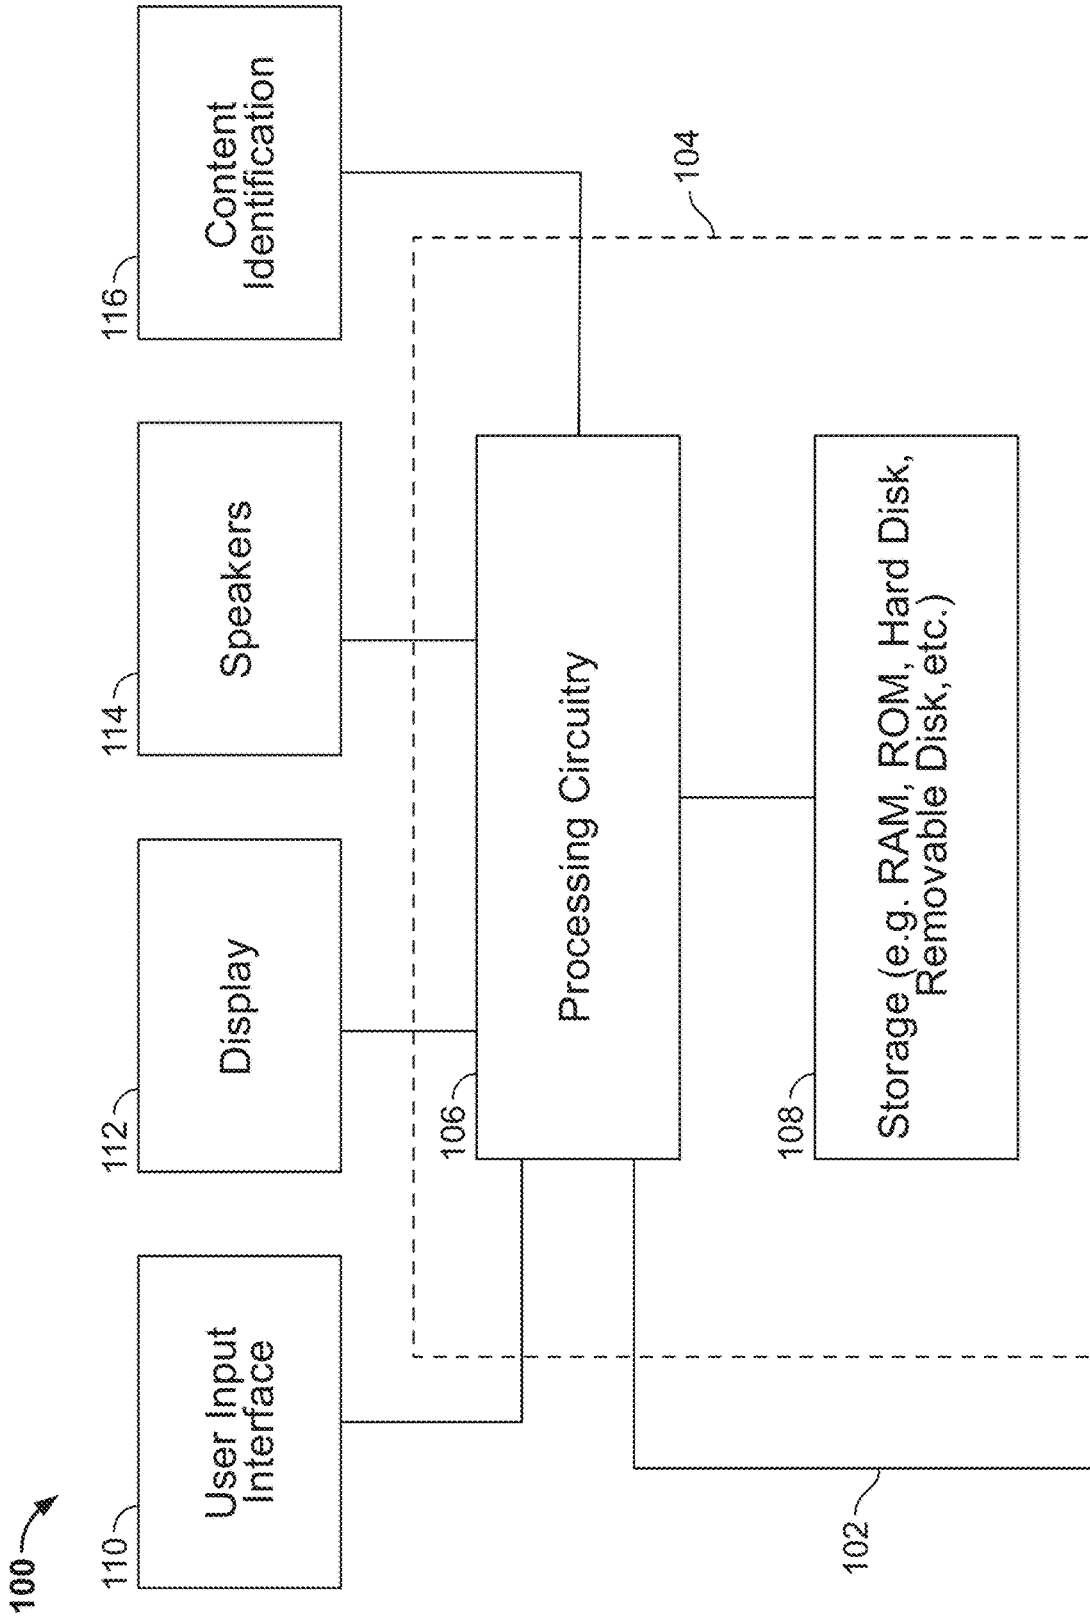 100
110
User Input
Interface
112
Display
114
Speakers
116
Content
Identification
106
Processing Circuitry
104
108
Storage (e.g. RAM, ROM, Hard Disk,
Removable Disk, etc.)
102